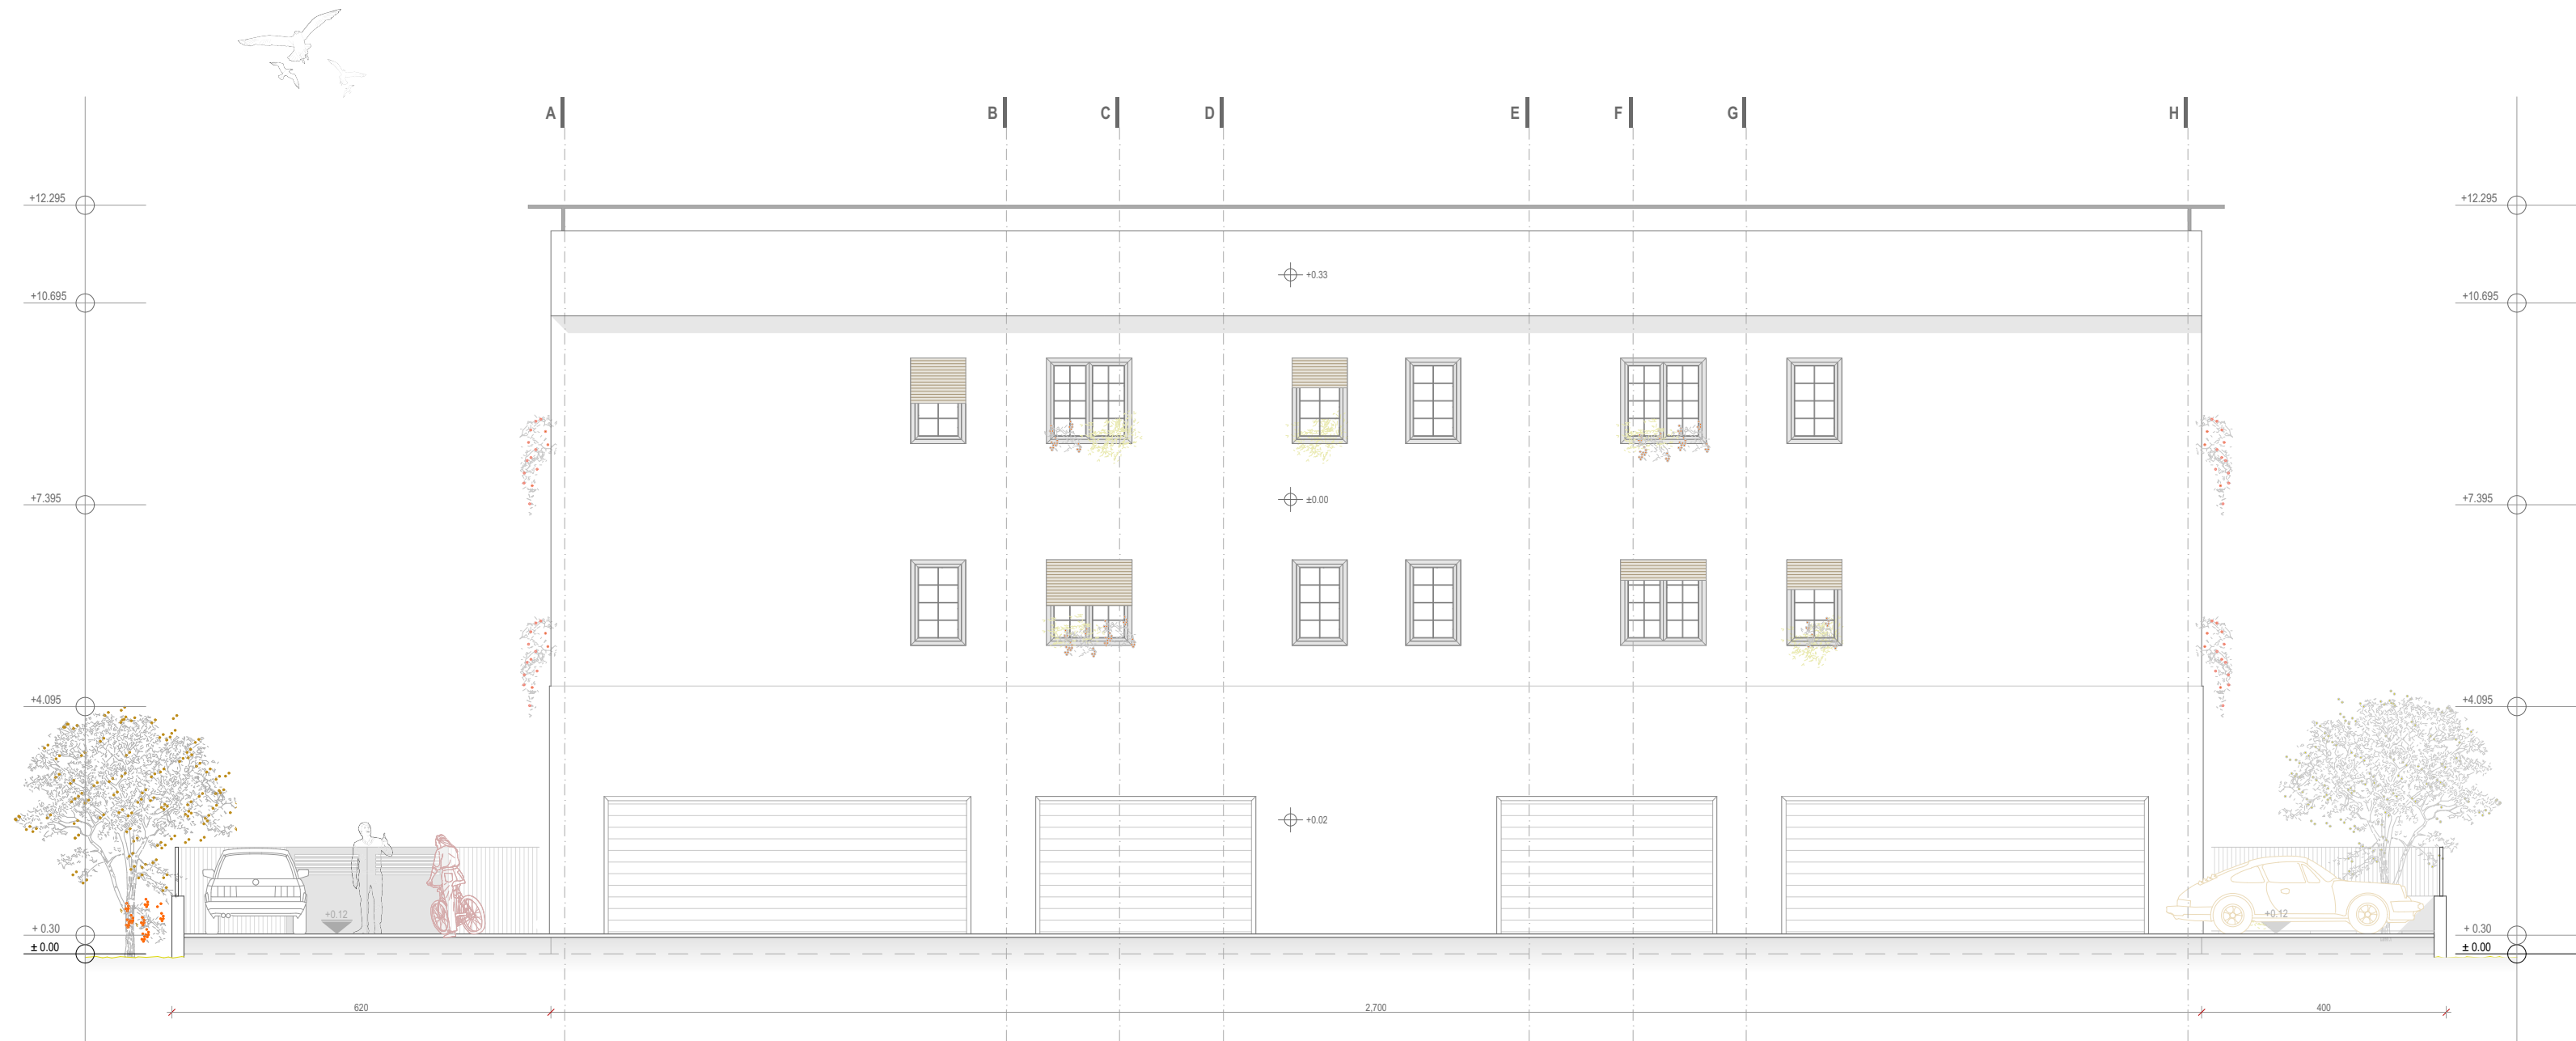 A B C D E F G H
+12.295 +12.295
+0.33
+10.695 +10.695
±0.00
+7.395 +7.395
+4.095 +4.095
+0.02
+0.12 +0.12
+ 0.30 + 0.30
± 0.00 ± 0.00
620 2,700 400